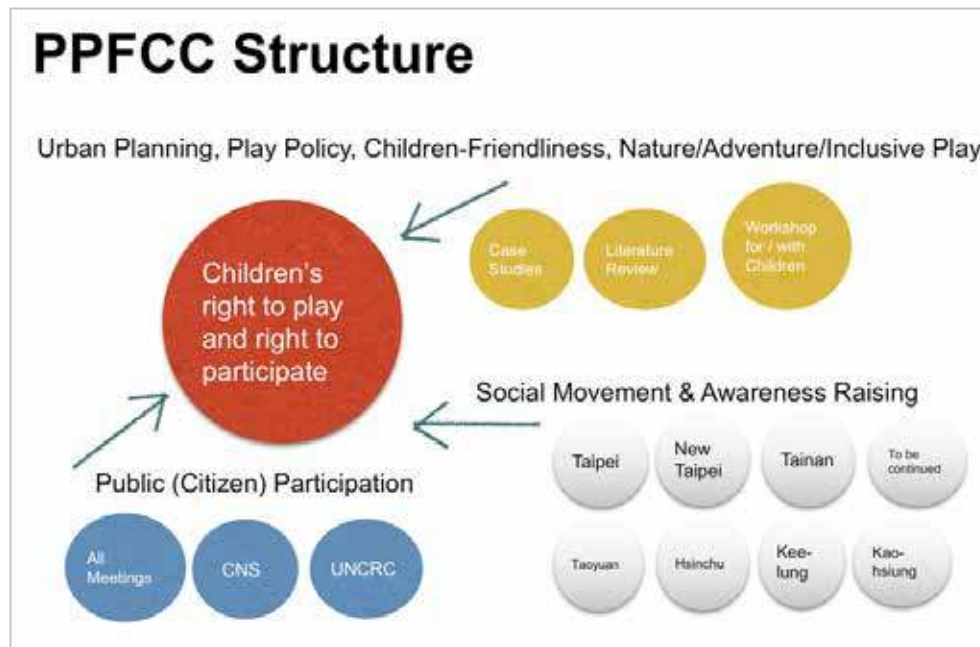 PPFCC Structure
Urban Planning, Play Policy, Children-Friendliness, Nature/Adventure/Inclusive Play
Children's
right to play
and right to
participate
Case
Studies
Literature
Review
Workshop
for / with
Children
Social Movement & Awareness Raising
Taipei
New
Taipei
Tainan
To be
continued
Taoyuan
Hsinchu
Kee-
lung
Kao-
hsiung
Public (Citizen) Participation
All
Meetings
CNS
UNCRC